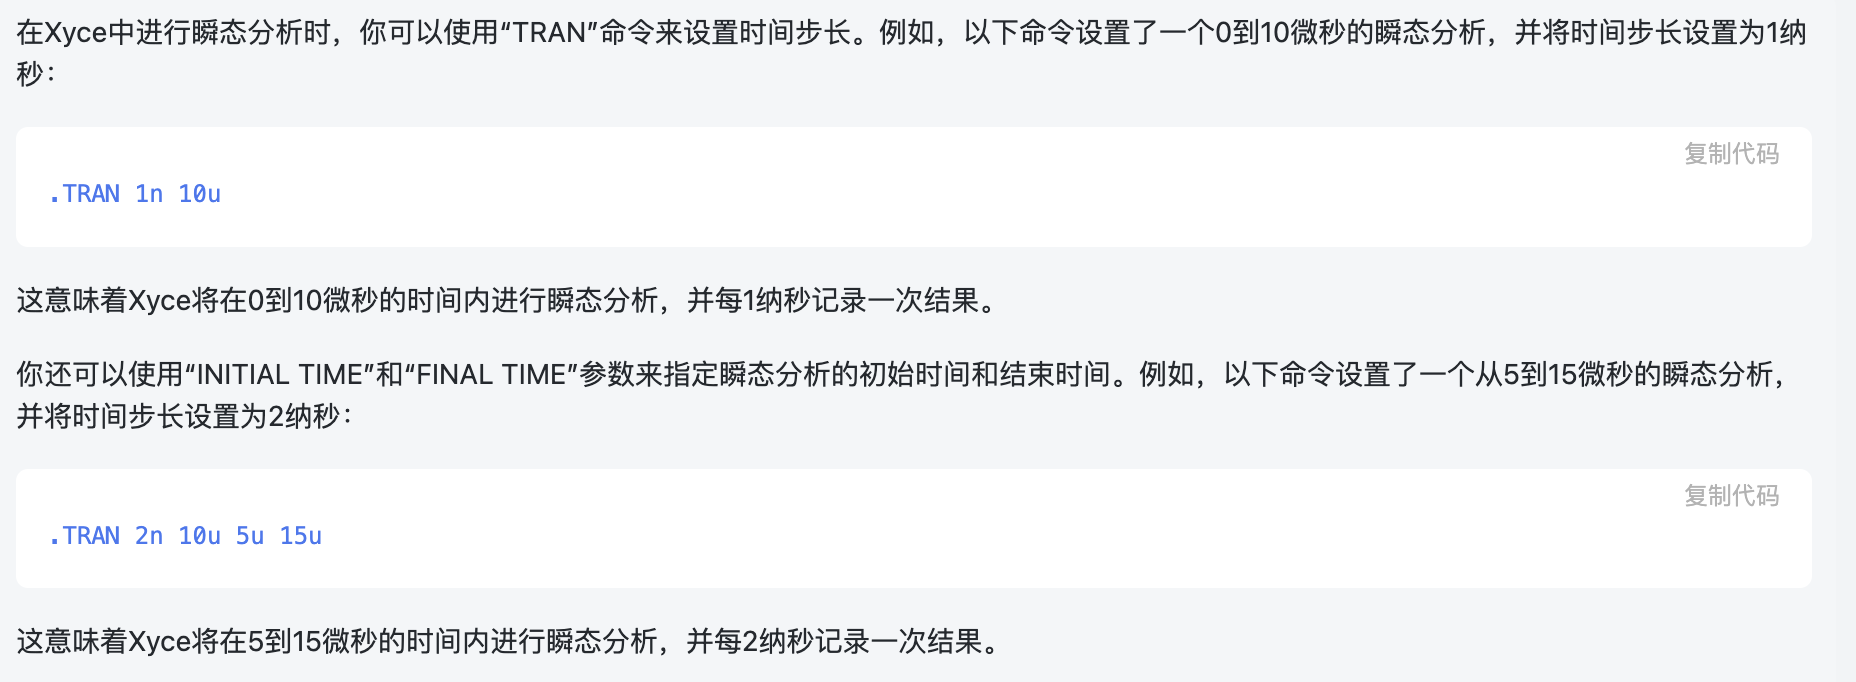 在Xyce中进行瞬态分析时，你可以使用“TRAN”命令来设置时间步长。例如，以下命令设置了一个0到10微秒的瞬态分析，并将时间步长设置为1纳
秒：
复制代码
.TRAN 1n 10u
这意味着Xyce将在0到10微秒的时间内进行瞬态分析，并每1纳秒记录一次结果。
你还可以使用“INITIAL TIME”和“FINAL TIME”参数来指定瞬态分析的初始时间和结束时间。例如，以下命令设置了一个从5到15微秒的瞬态分析，
并将时间步长设置为2纳秒：
复制代码
.TRAN 2n 10u 5u 15u
这意味着Xyce将在5到15微秒的时间内进行瞬态分析，并每2纳秒记录一次结果。